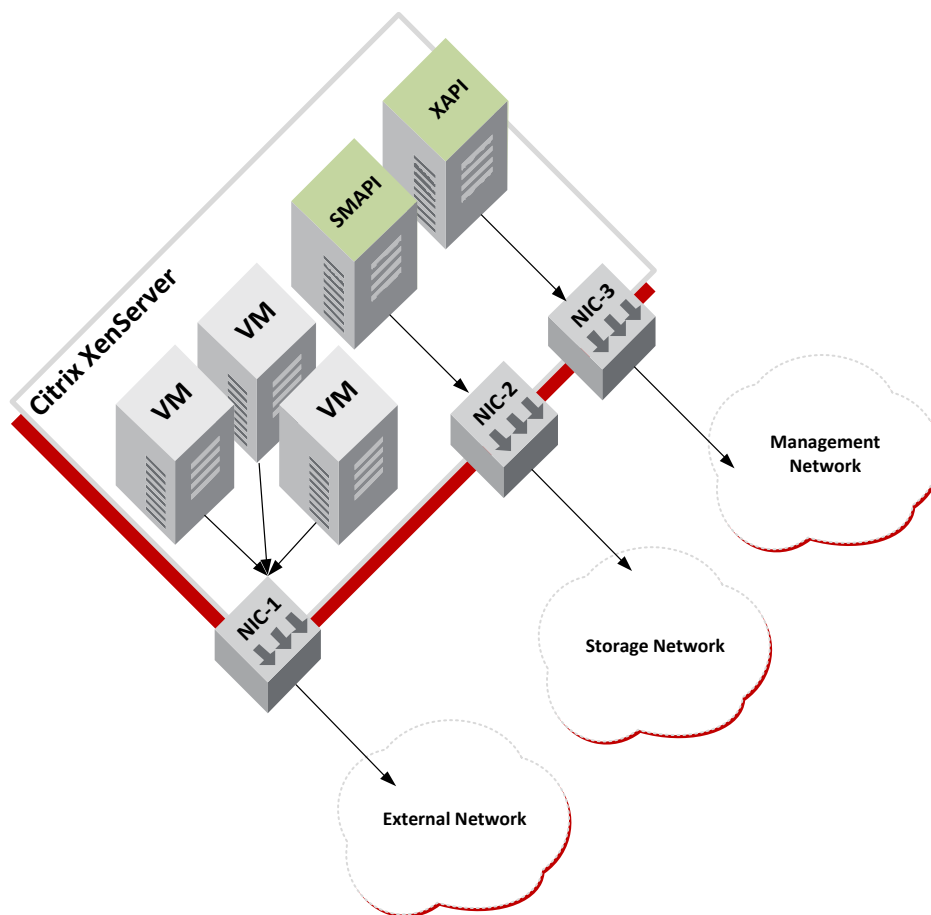 XAPI
SMAPI
Citrix XenServer
VM
VM
VM
NIC-3
NIC-2
NIC-1
Management
Network
Storage Network
External Network